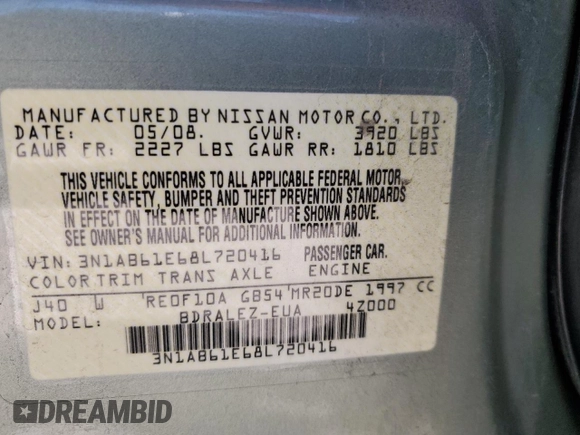 MANUFACTURED BY NISSAN MOTOR CO., LTD.
DATE: 05/08. GVWR: 3920 LBS
GAWR FR: 2227 LBS GAWR RR: 1810 LBS
THIS VEHICLE CONFORMS TO ALL APPLICABLE FEDERAL MOTOR
VEHICLE SAFETY, BUMPER AND THEFT PREVENTION STANDARDS
IN EFFECT ON THE DATE OF MANUFACTURE SHOWN ABOVE.
SEE OWNER'S MANUAL FOR ADDITIONAL INFORMATION.
VIN: 3N1AB61E68L720416 PASSENGER CAR.
COLOR TRIM TRANS AXLE ENGINE
J40 W RE0F10A GB54 MR20DE 1997 CC
MODEL: BDRALEZ-EUA 4Z000
3N1AB61E68L720416
DREAMBID